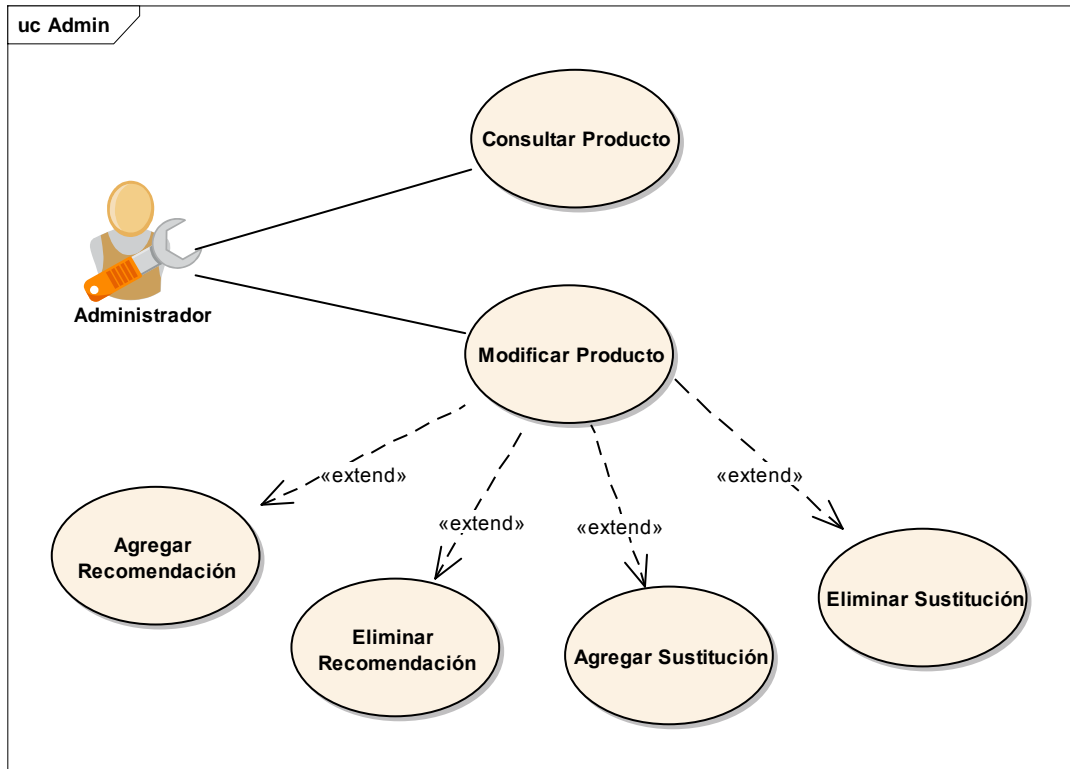 uc Admin
Consultar Producto
Administrador
Modificar Producto
«extend»
«extend»
«extend»
«extend»
Agregar
Recomendación
Eliminar
Recomendación
Agregar Sustitución
Eliminar Sustitución